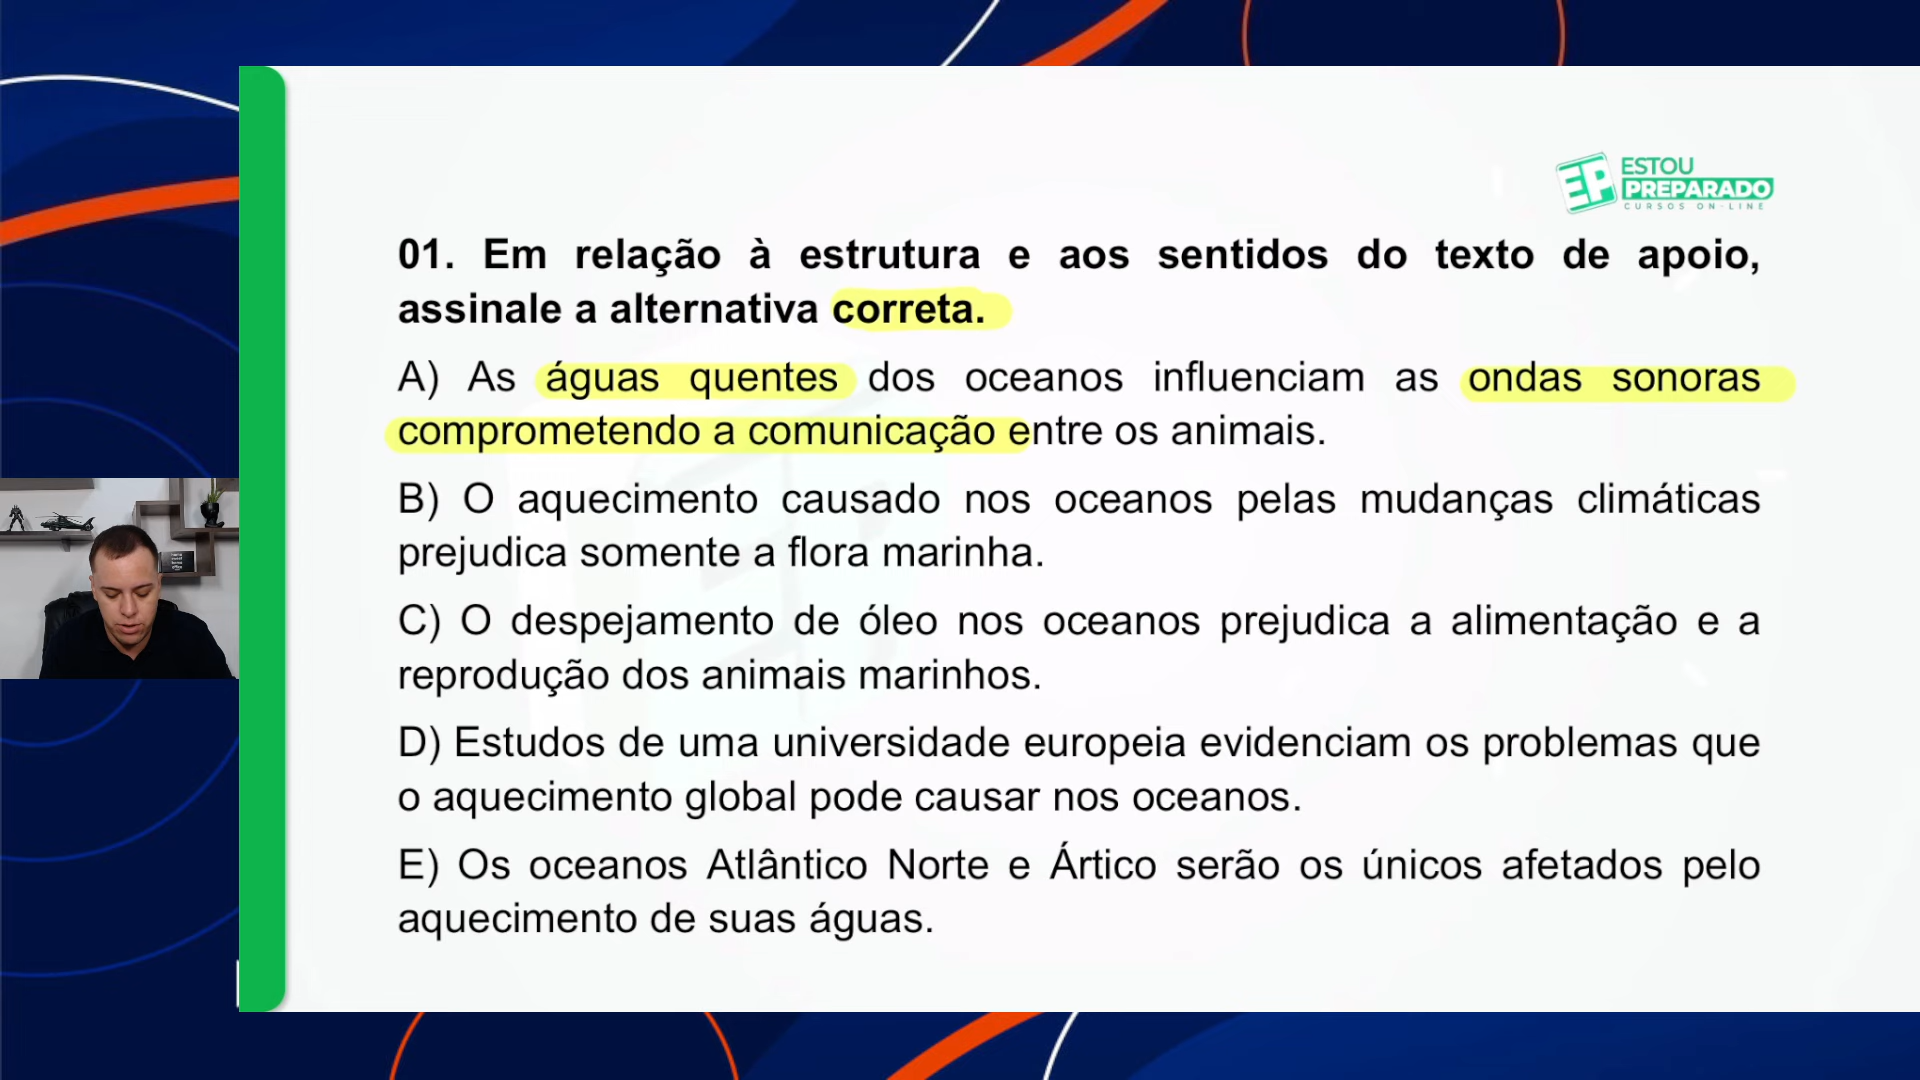 EP ESTOU
PREPARADO
CURSOS ON-LINE
01. Em relação à estrutura e aos sentidos do texto de apoio,
assinale a alternativa correta.
A) As águas quentes dos oceanos influenciam as ondas sonoras
comprometendo a comunicação entre os animais.
B) O aquecimento causado nos oceanos pelas mudanças climáticas
prejudica somente a flora marinha.
C) O despejamento de óleo nos oceanos prejudica a alimentação e a
reprodução dos animais marinhos.
D) Estudos de uma universidade europeia evidenciam os problemas que
o aquecimento global pode causar nos oceanos.
E) Os oceanos Atlântico Norte e Ártico serão os únicos afetados pelo
aquecimento de suas águas.